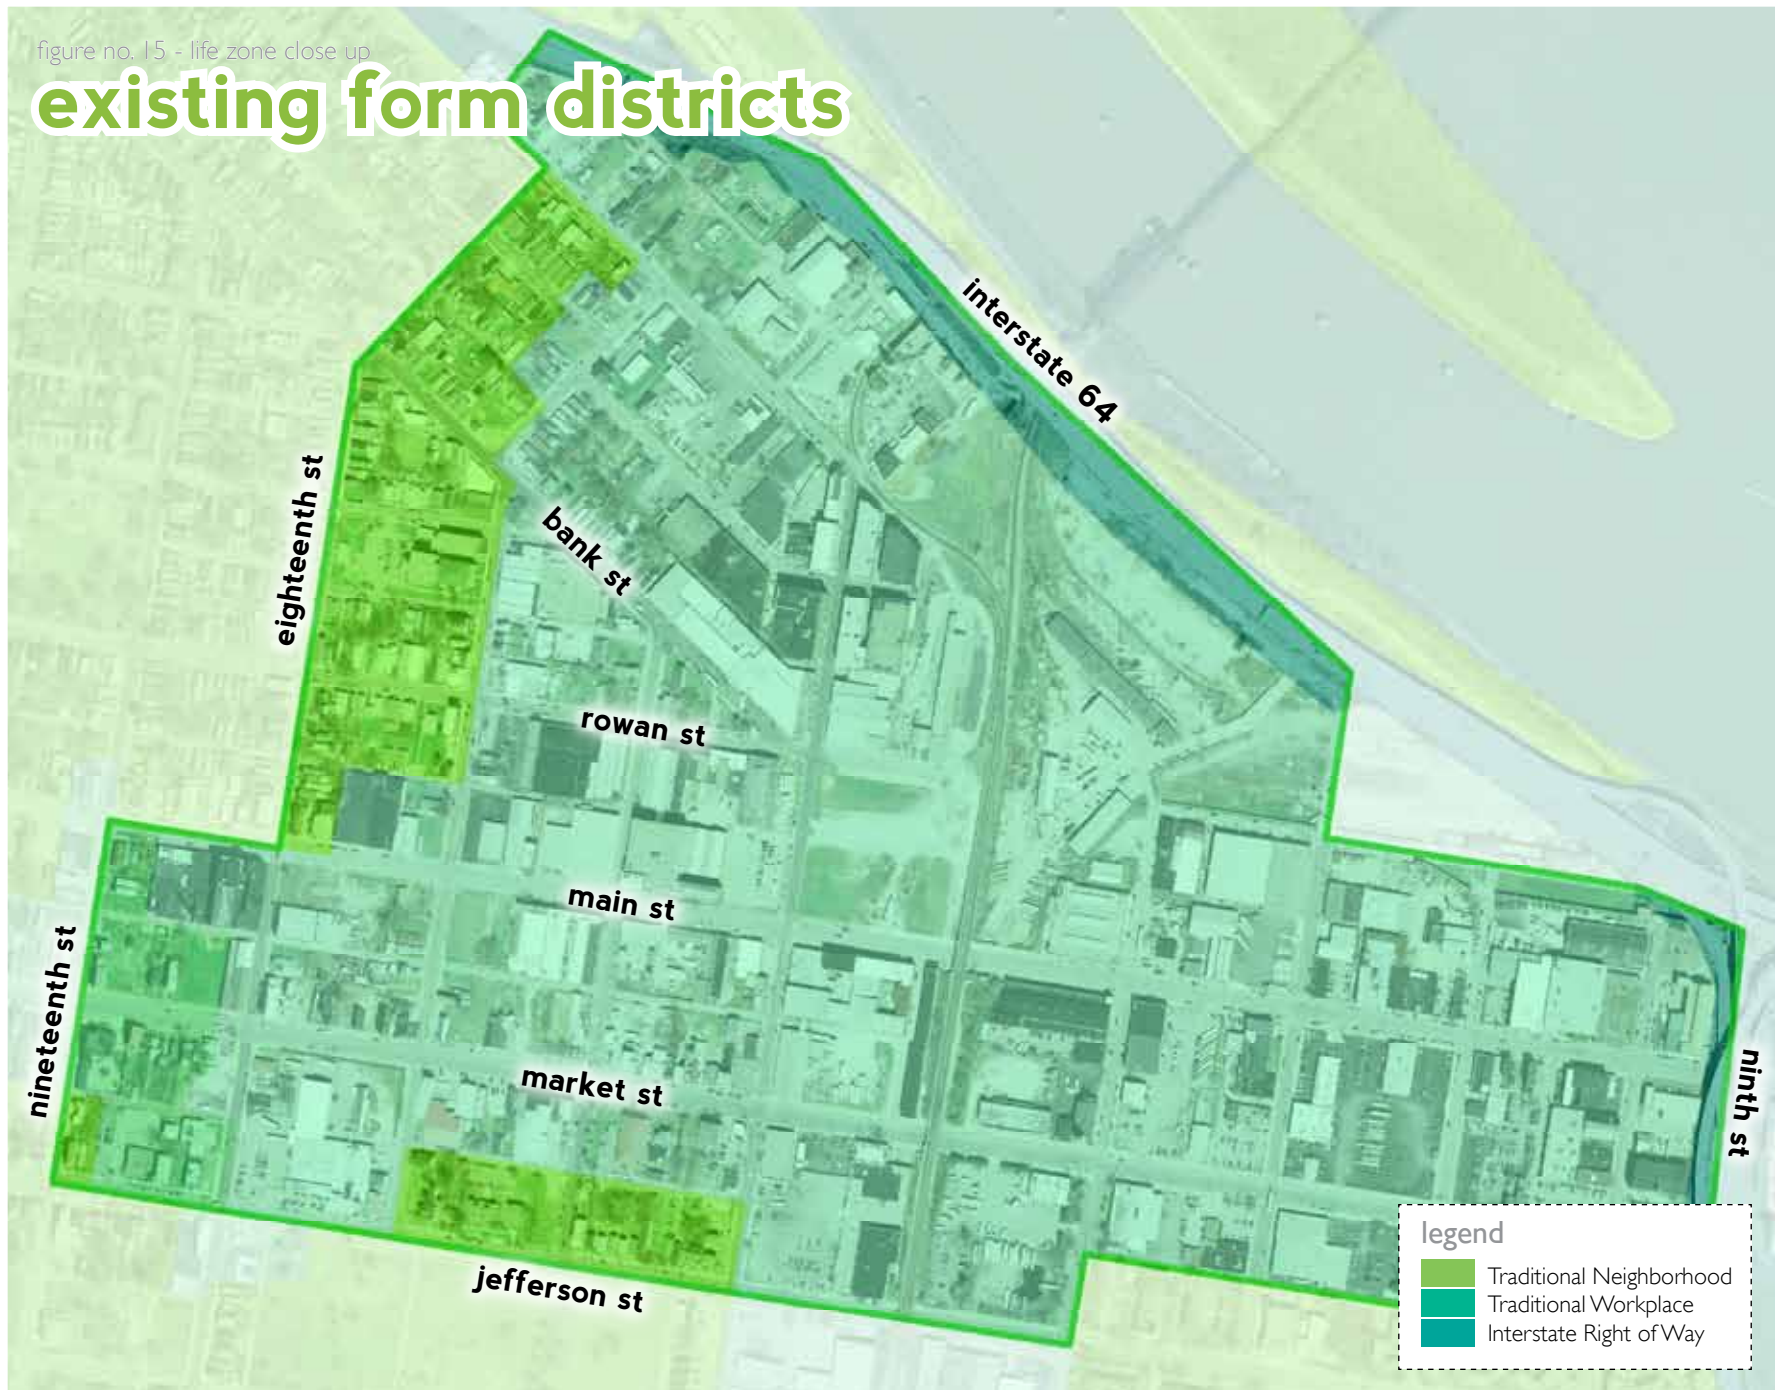 figure no. 15 - life zone close up
existing form districts
interstate 64
eighteenth st
bank st
rowan st
main st
nineteenth st
market st
ninth st
jefferson st
legend
Traditional Neighborhood
Traditional Workplace
Interstate Right of Way